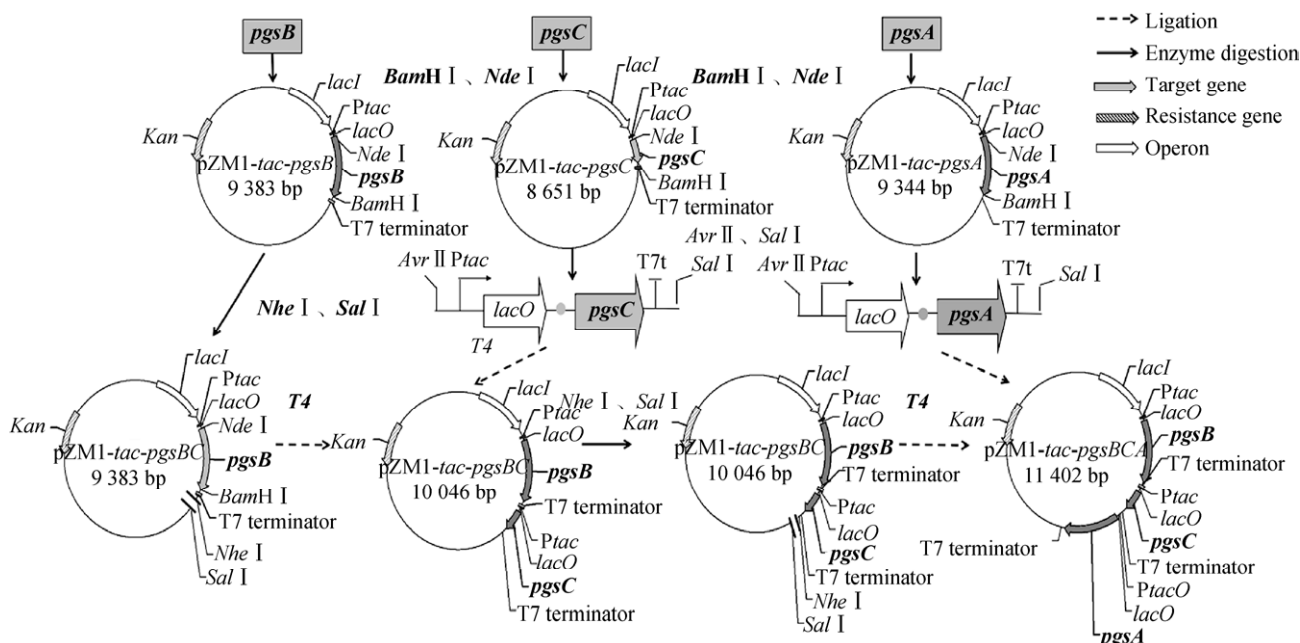 pgsB
pgsC
pgsA
Ligation
Enzyme digestion
Target gene
Resistance gene
Operon
BamH Ⅰ、Nde Ⅰ
BamH Ⅰ、Nde Ⅰ
lacI
Ptac
lacO
Nde Ⅰ
pgsB
BamH Ⅰ
T7 terminator
Kan
pZM1-tac-pgsB
9 383 bp
lacI
Ptac
lacO
Nde Ⅰ
pgsC
BamH Ⅰ
T7 terminator
Kan
pZM1-tac-pgsC
8 651 bp
lacI
Ptac
lacO
Nde Ⅰ
pgsA
BamH Ⅰ
T7 terminator
Kan
pZM1-tac-pgsA
9 344 bp
Nhe Ⅰ、Sal Ⅰ
Avr Ⅱ Ptac
lacO
pgsC
T7t
Sal Ⅰ
T4
Avr Ⅱ、Sal Ⅰ
Avr Ⅱ Ptac
lacO
pgsA
T7t
Sal Ⅰ
lacI
Ptac
lacO
Nde Ⅰ
pgsB
BamH Ⅰ
T7 terminator
Nhe Ⅰ
Sal Ⅰ
Kan
pZM1-tac-pgsBC
9 383 bp
T4
lacI
Ptac
lacO
pgsB
T7 terminator
Ptac
lacO
pgsC
T7 terminator
Kan
pZM1-tac-pgsBC
10 046 bp
Nhe Ⅰ、Sal Ⅰ
Kan
lacI
Ptac
lacO
pgsB
T7 terminator
Ptac
lacO
pgsC
T7 terminator
Nhe Ⅰ
Sal Ⅰ
pZM1-tac-pgsBC
10 046 bp
T4
lacI
Ptac
lacO
pgsB
T7 terminator
Ptac
lacO
pgsC
T7 terminator
PtacO
lacO
pgsA
T7 terminator
Kan
pZM1-tac-pgsBCA
11 402 bp